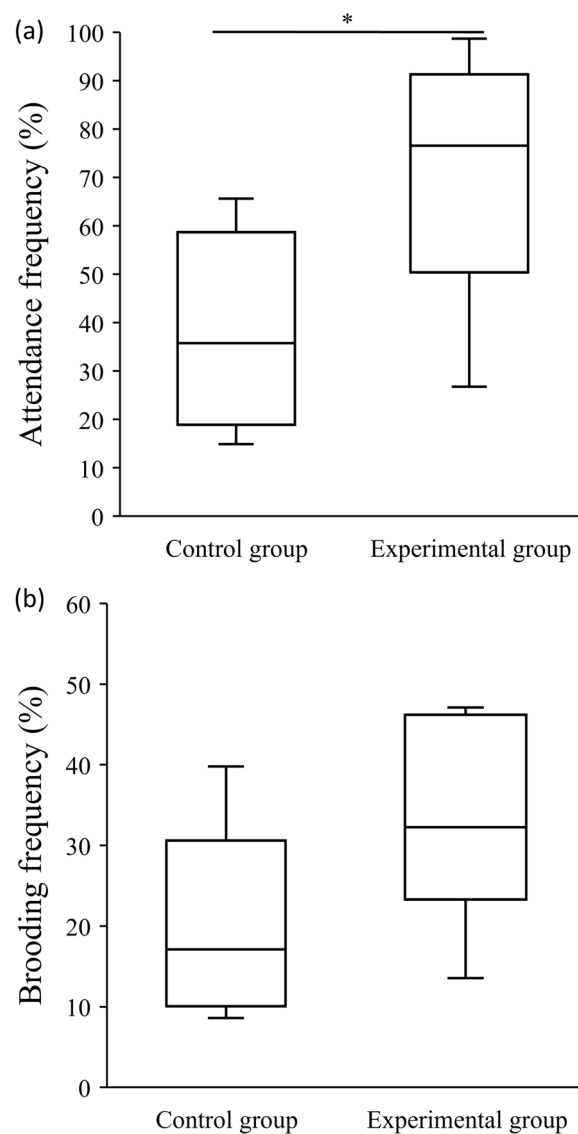 (a)
*
Attendance frequency (%)
100
90
80
70
60
50
40
30
20
10
0
Control group
Experimental group
(b)
Brooding frequency (%)
60
50
40
30
20
10
0
Control group
Experimental group